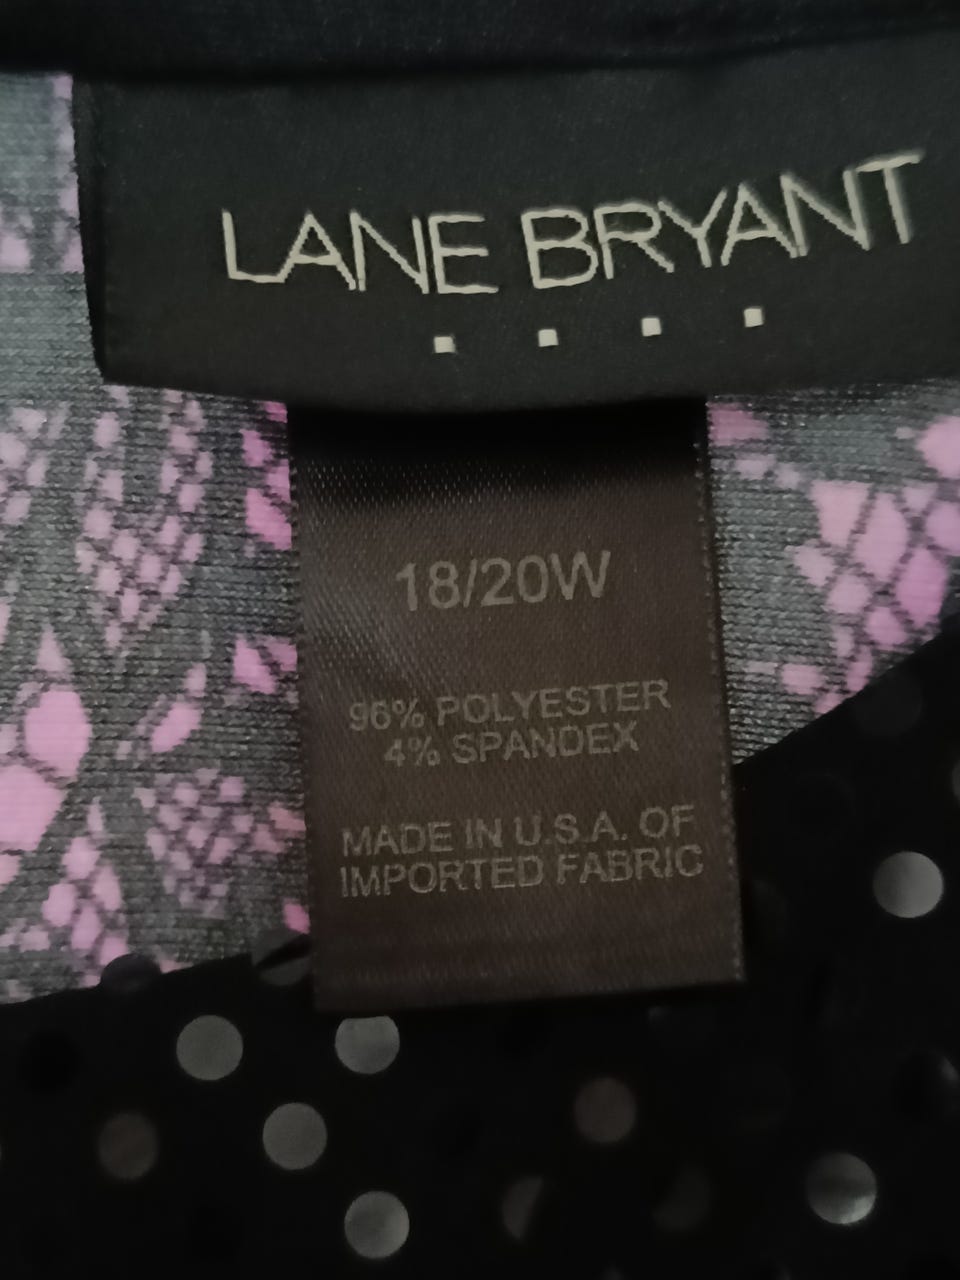 LANE BRYANT
18/20W
96% POLYESTER
4% SPANDEX
MADE IN U.S.A. OF
IMPORTED FABRIC